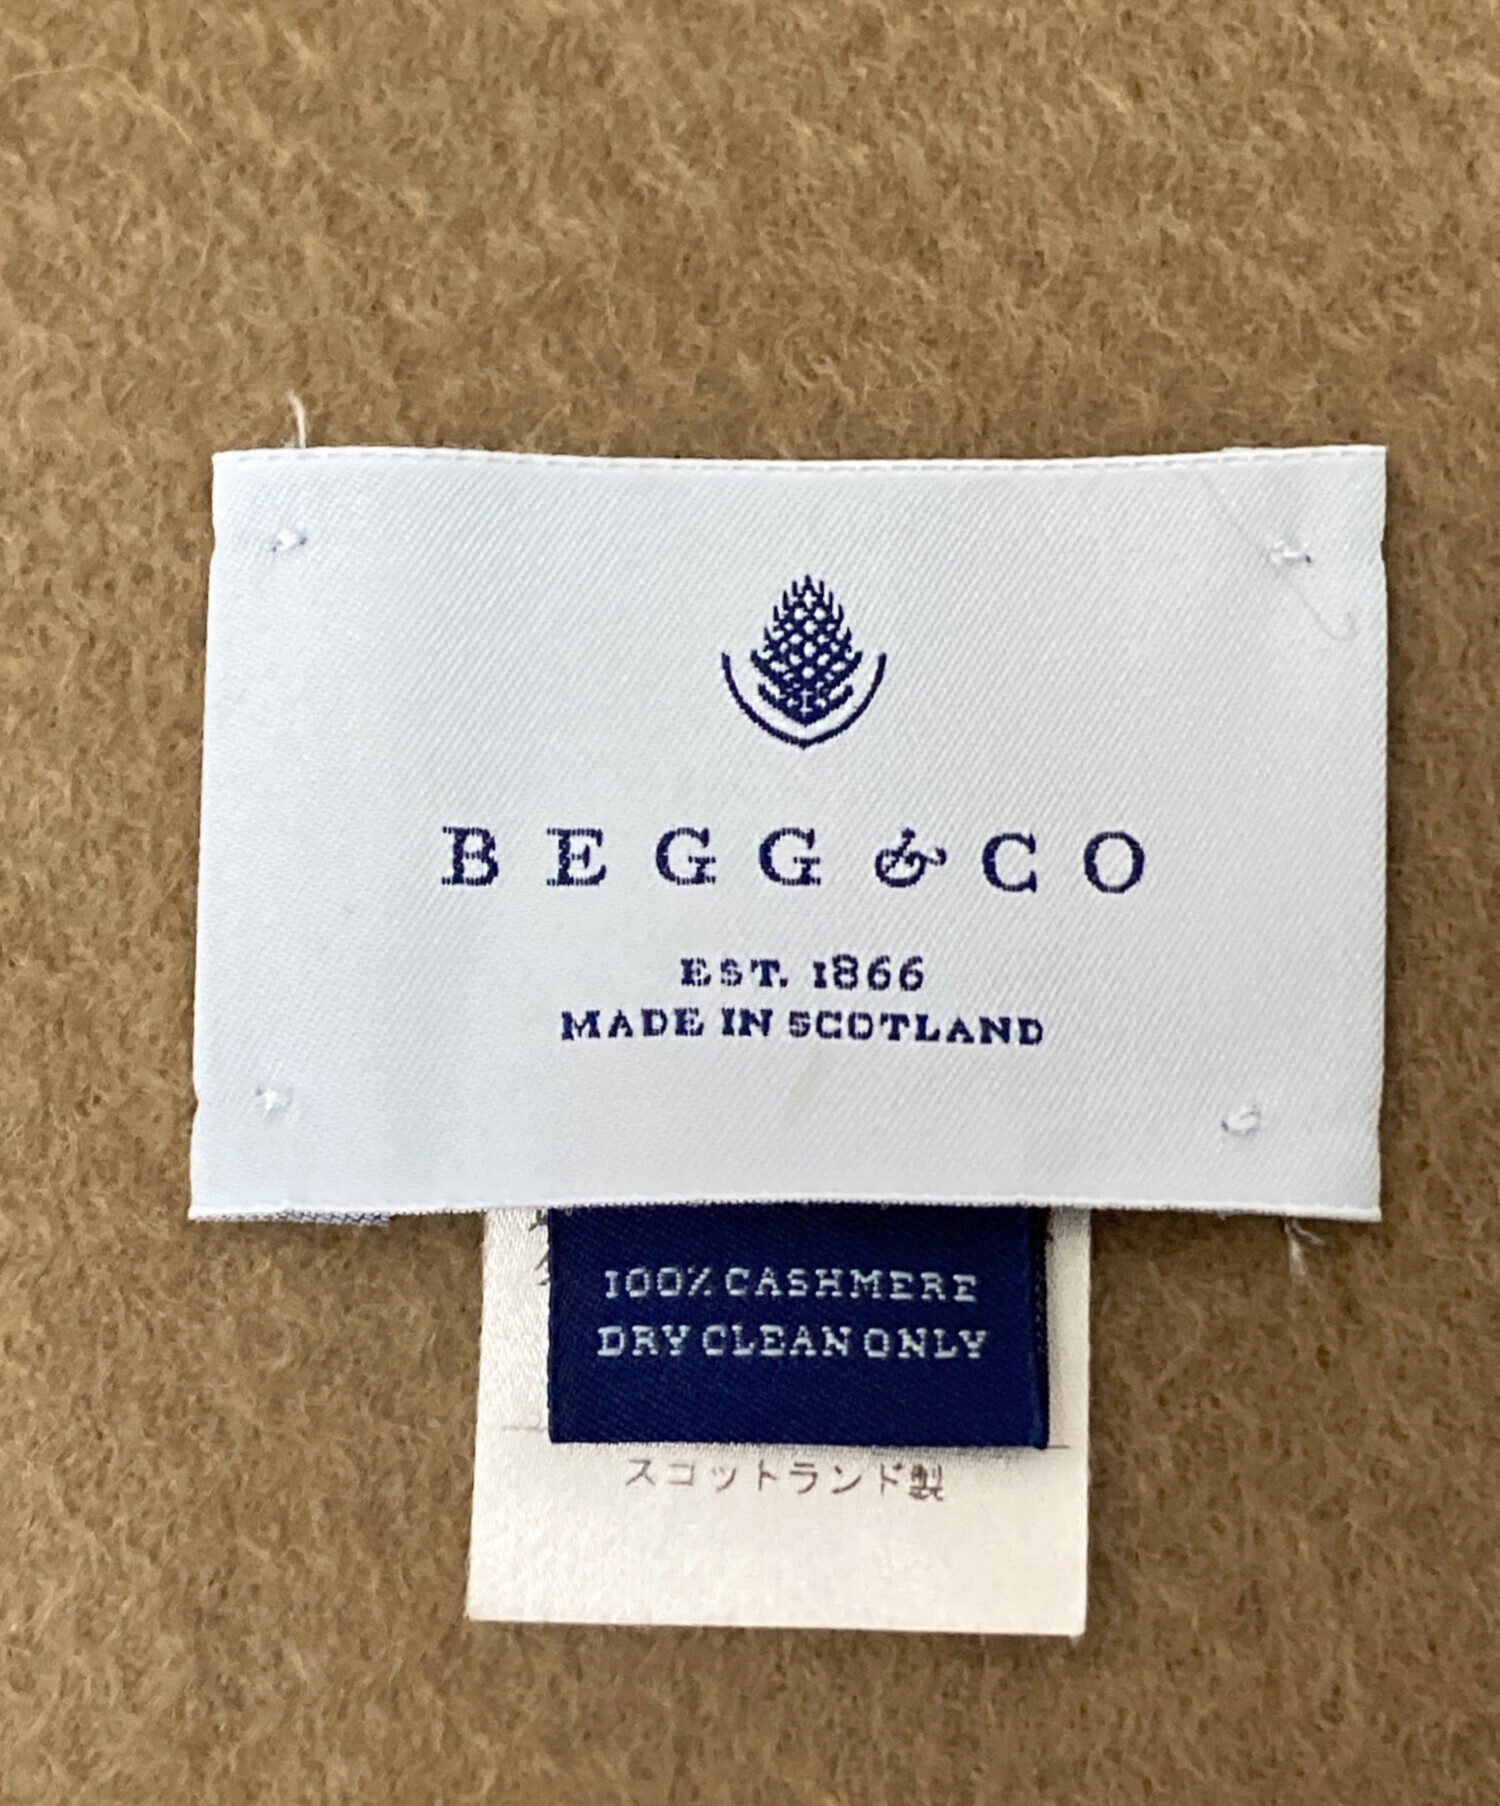 BEGG & CO
EST. 1866
MADE IN SCOTLAND
100% CASHMERE
DRY CLEAN ONLY
スコットランド製